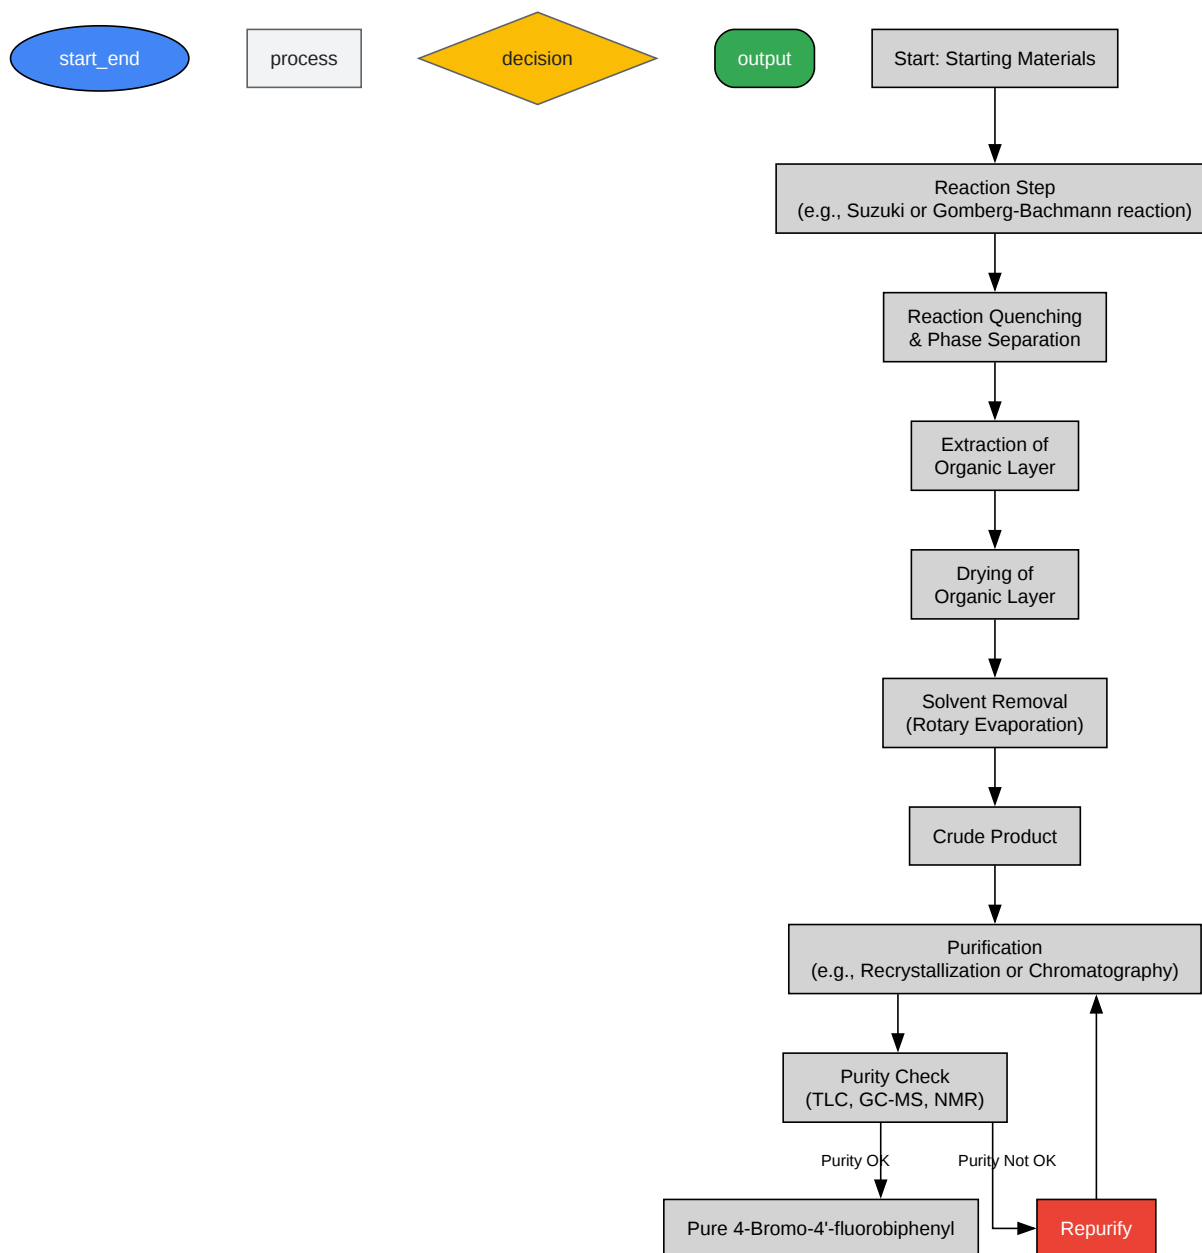 start_end
process
decision
output
Start: Starting Materials
Reaction Step
(e.g., Suzuki or Gomberg-Bachmann reaction)
Reaction Quenching
& Phase Separation
Extraction of
Organic Layer
Drying of
Organic Layer
Solvent Removal
(Rotary Evaporation)
Crude Product
Purification
(e.g., Recrystallization or Chromatography)
Purity Check
(TLC, GC-MS, NMR)
Purity OK
Purity Not OK
Pure 4-Bromo-4'-fluorobiphenyl
Repurify